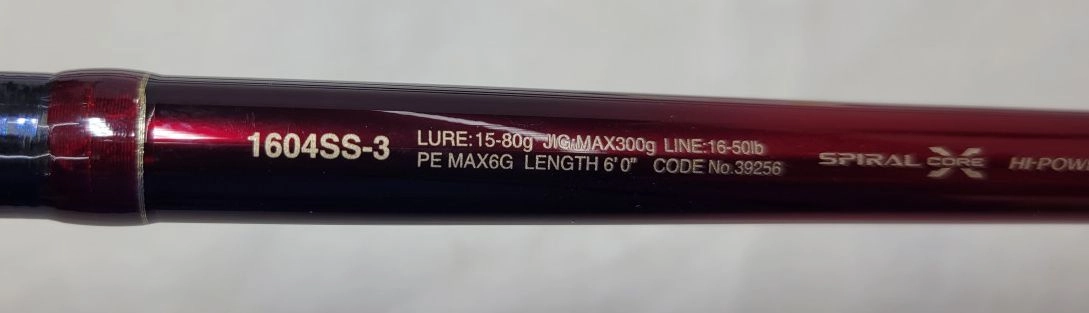 1604SS-3
LURE:15-80g JIG:MAX300g LINE:16-50lb
PE MAX6G LENGTH 6'0" CODE No.39256
SPIRAL X CORE